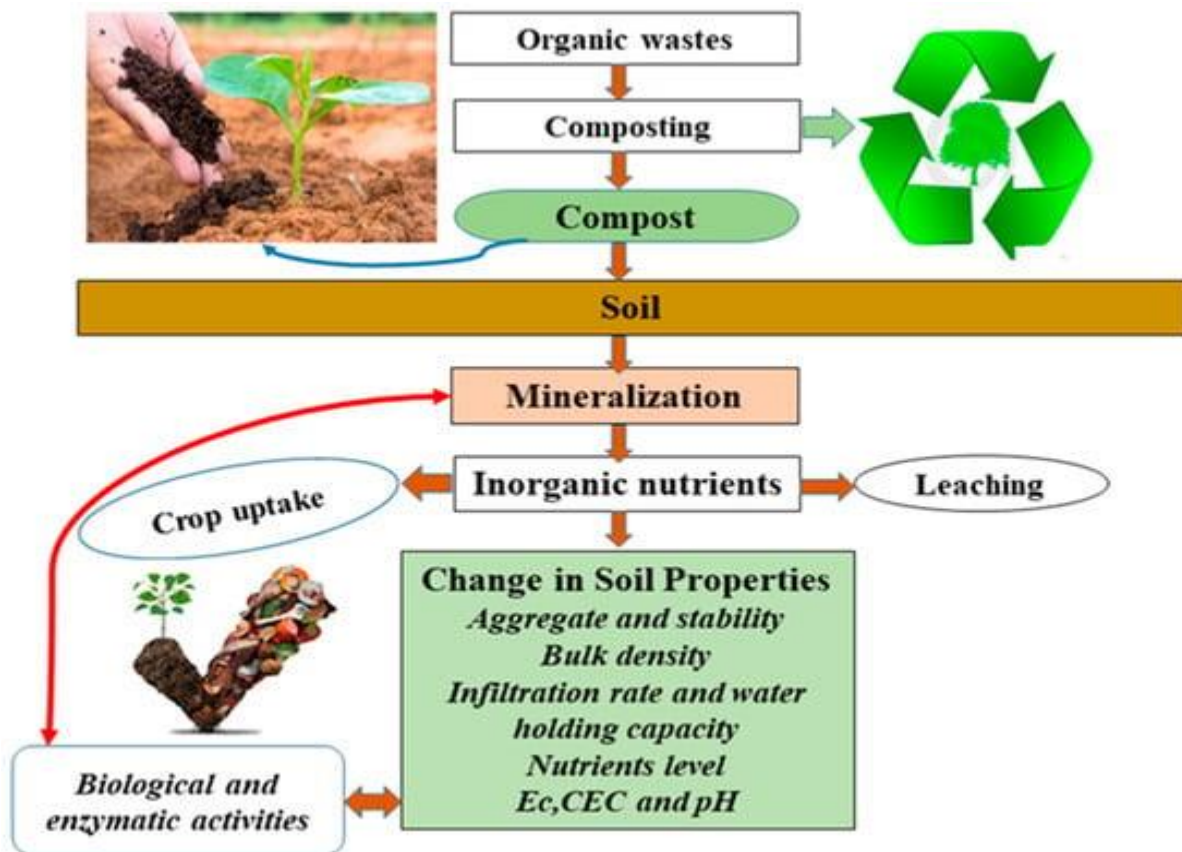 Organic wastes
Composting
Compost
Soil
Mineralization
Inorganic nutrients
Crop uptake
Leaching
Change in Soil Properties
Aggregate and stability
Bulk density
Infiltration rate and water
holding capacity
Nutrients level
Ec,CEC and pH
Biological and
enzymatic activities